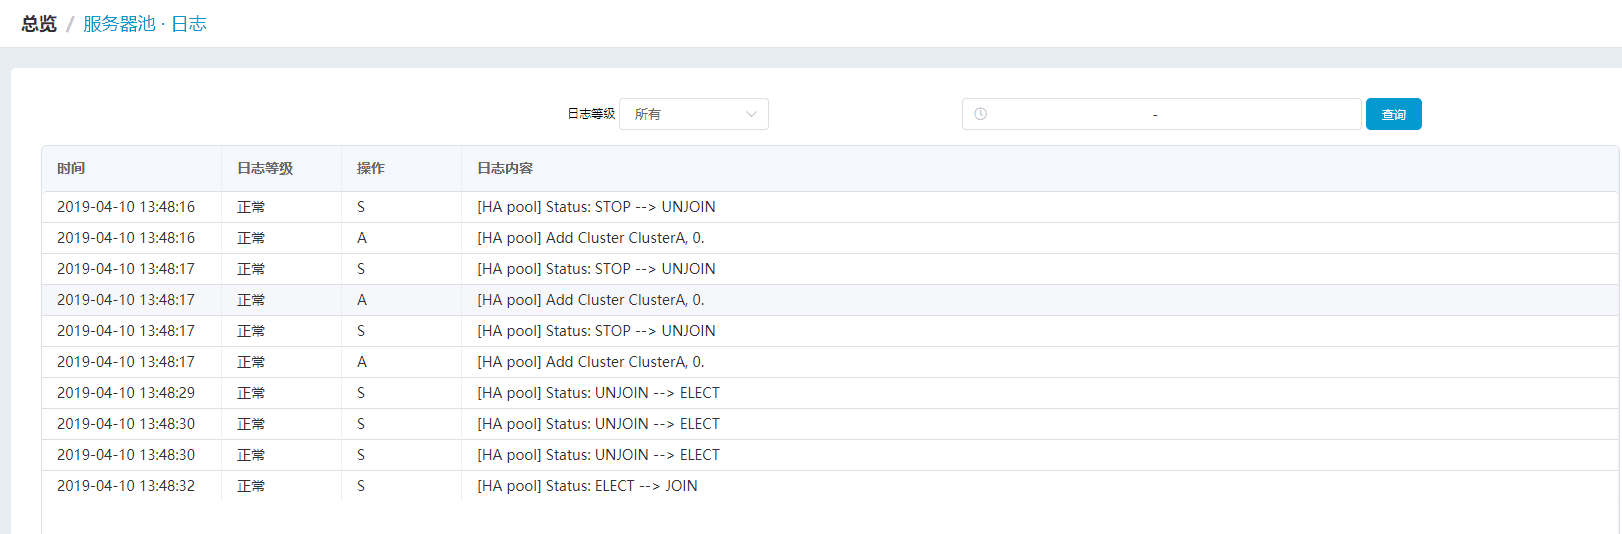 总览 / 服务器池 · 日志
日志等级 所有 - 查询
时间 日志等级 操作 日志内容
2019-04-10 13:48:16 正常 S [HA pool] Status: STOP --> UNJOIN
2019-04-10 13:48:16 正常 A [HA pool] Add Cluster ClusterA, 0.
2019-04-10 13:48:17 正常 S [HA pool] Status: STOP --> UNJOIN
2019-04-10 13:48:17 正常 A [HA pool] Add Cluster ClusterA, 0.
2019-04-10 13:48:17 正常 S [HA pool] Status: STOP --> UNJOIN
2019-04-10 13:48:17 正常 A [HA pool] Add Cluster ClusterA, 0.
2019-04-10 13:48:29 正常 S [HA pool] Status: UNJOIN --> ELECT
2019-04-10 13:48:30 正常 S [HA pool] Status: UNJOIN --> ELECT
2019-04-10 13:48:30 正常 S [HA pool] Status: UNJOIN --> ELECT
2019-04-10 13:48:32 正常 S [HA pool] Status: ELECT --> JOIN